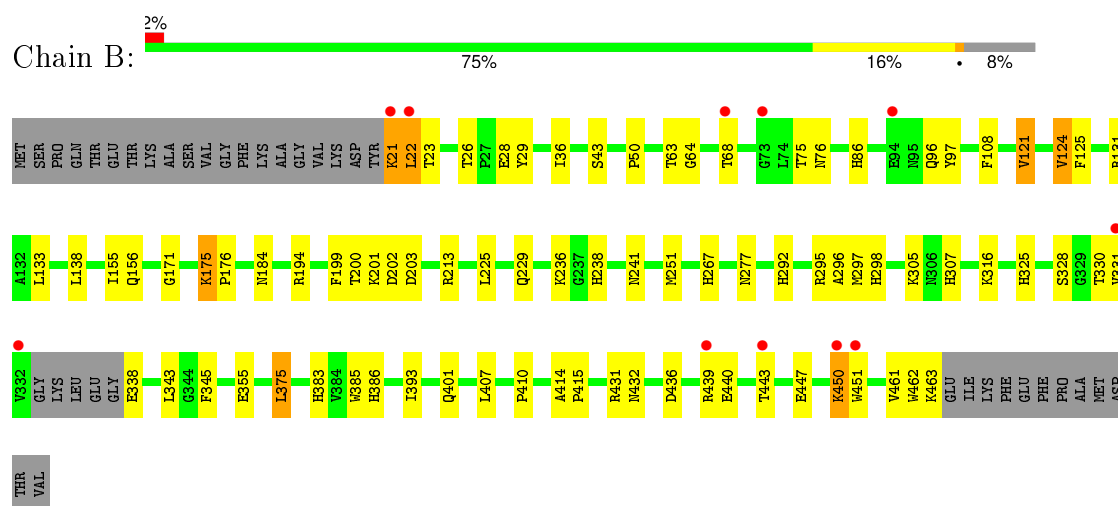 2%
Chain B:
75% 16% • 8%
MET SER PRO GLN THR GLU THR LYS ALA SER VAL GLY PHE LYS ALA GLY VAL LYS ASP TYR K21 L22 T23 T26 P27 E28 Y29 I36 S43 P50 T63 G64 T68 G73 L74 T75 N76 H86 E94 N95 Q96 Y97 F108 V121 V124 F125 R131
A132 L133 L138 I155 Q156 G171 K175 P176 N184 R194 F199 T200 K201 D202 D203 R213 L225 Q229 K236 G237 H238 N241 M251 H267 N277 H292 R295 A296 M297 H298 K305 N306 H307 K316 H325 S328 G329 T330 V331
V332 GLY LYS LEU GLU GLY E338 L343 G344 F345 E355 L375 H383 V384 W385 H386 I393 Q401 L407 P410 A414 P415 R431 N432 D436 R439 E440 T443 E447 K450 W451 V461 W462 K463 GLU ILE LYS PHE GLU PHE PRO ALA MET ASP
THR VAL